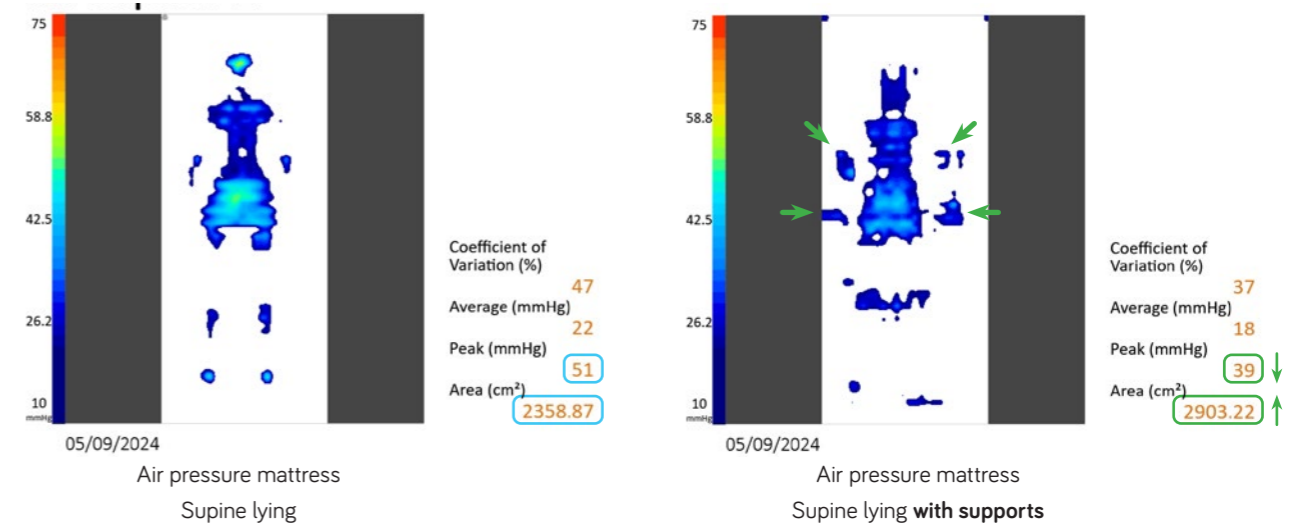 75
58.8
42.5
26.2
10
mmHg
05/09/2024
Coefficient of
Variation (%)
47
Average (mmHg)
22
Peak (mmHg)
51
Area (cm²)
2358.87
Air pressure mattress
Supine lying
75
58.8
42.5
26.2
10
mmHg
05/09/2024
Coefficient of
Variation (%)
37
Average (mmHg)
18
Peak (mmHg)
39
Area (cm²)
2903.22
Air pressure mattress
Supine lying with supports